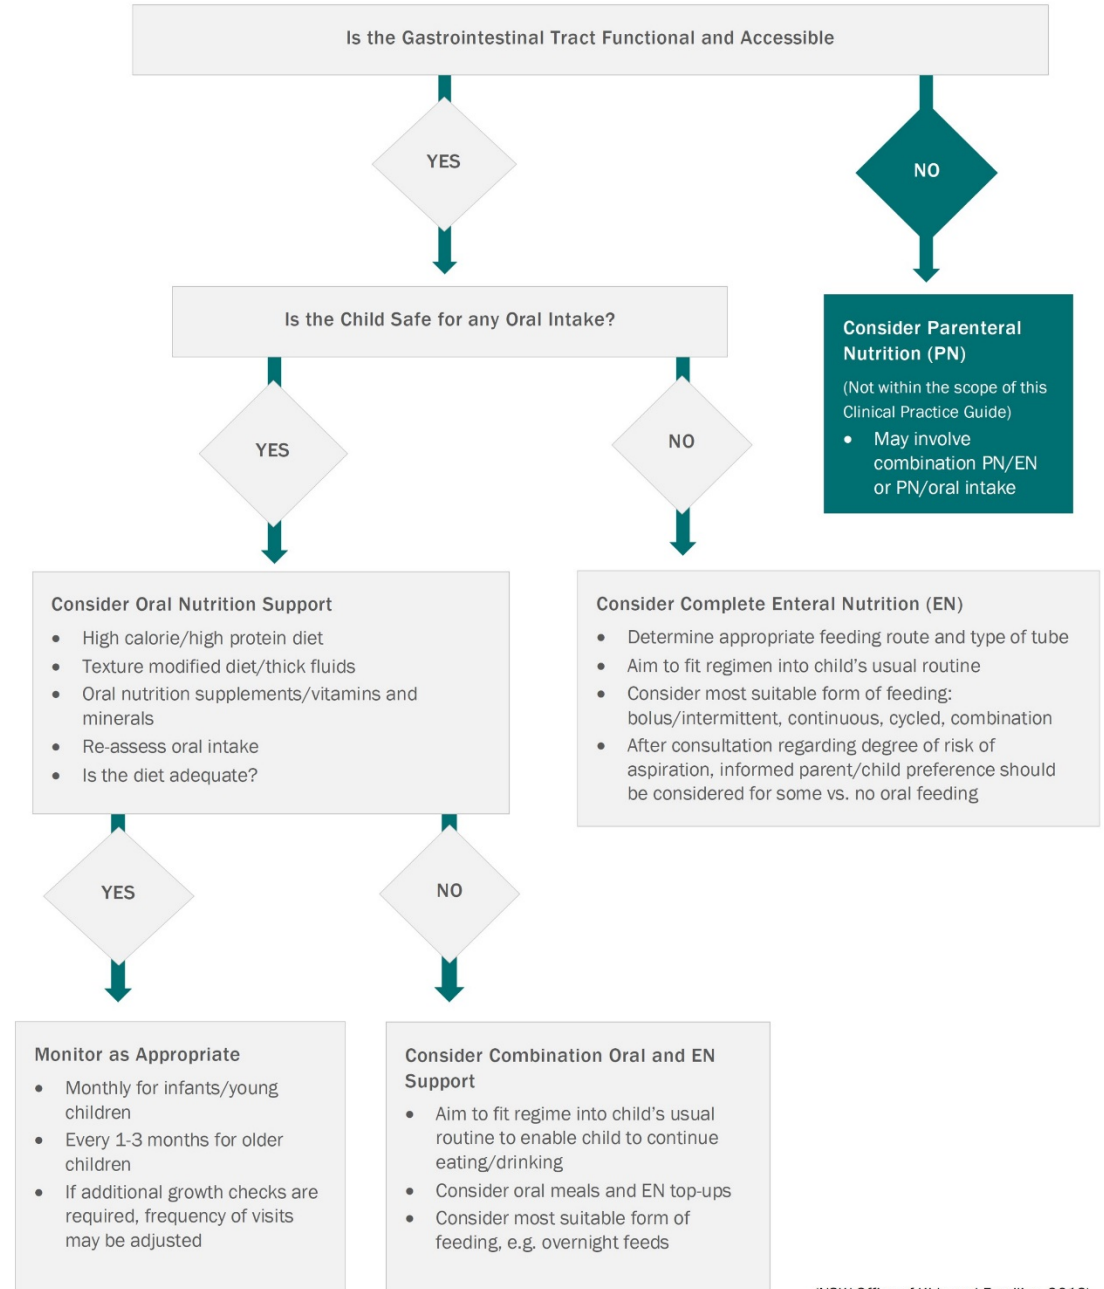 Is the Gastrointestinal Tract Functional and Accessible
YES
NO
Is the Child Safe for any Oral Intake?
Consider Parenteral
Nutrition (PN)
(Not within the scope of this
Clinical Practice Guide)
• May involve
combination PN/EN
or PN/oral intake
YES
NO
Consider Oral Nutrition Support
• High calorie/high protein diet
• Texture modified diet/thick fluids
• Oral nutrition supplements/vitamins and
minerals
• Re-assess oral intake
• Is the diet adequate?
Consider Complete Enteral Nutrition (EN)
• Determine appropriate feeding route and type of tube
• Aim to fit regimen into child's usual routine
• Consider most suitable form of feeding:
bolus/intermittent, continuous, cycled, combination
• After consultation regarding degree of risk of
aspiration, informed parent/child preference should
be considered for some vs. no oral feeding
YES
NO
Monitor as Appropriate
• Monthly for infants/young
children
• Every 1-3 months for older
children
• If additional growth checks are
required, frequency of visits
may be adjusted
Consider Combination Oral and EN
Support
• Aim to fit regime into child's usual
routine to enable child to continue
eating/drinking
• Consider oral meals and EN top-ups
• Consider most suitable form of
feeding, e.g. overnight feeds